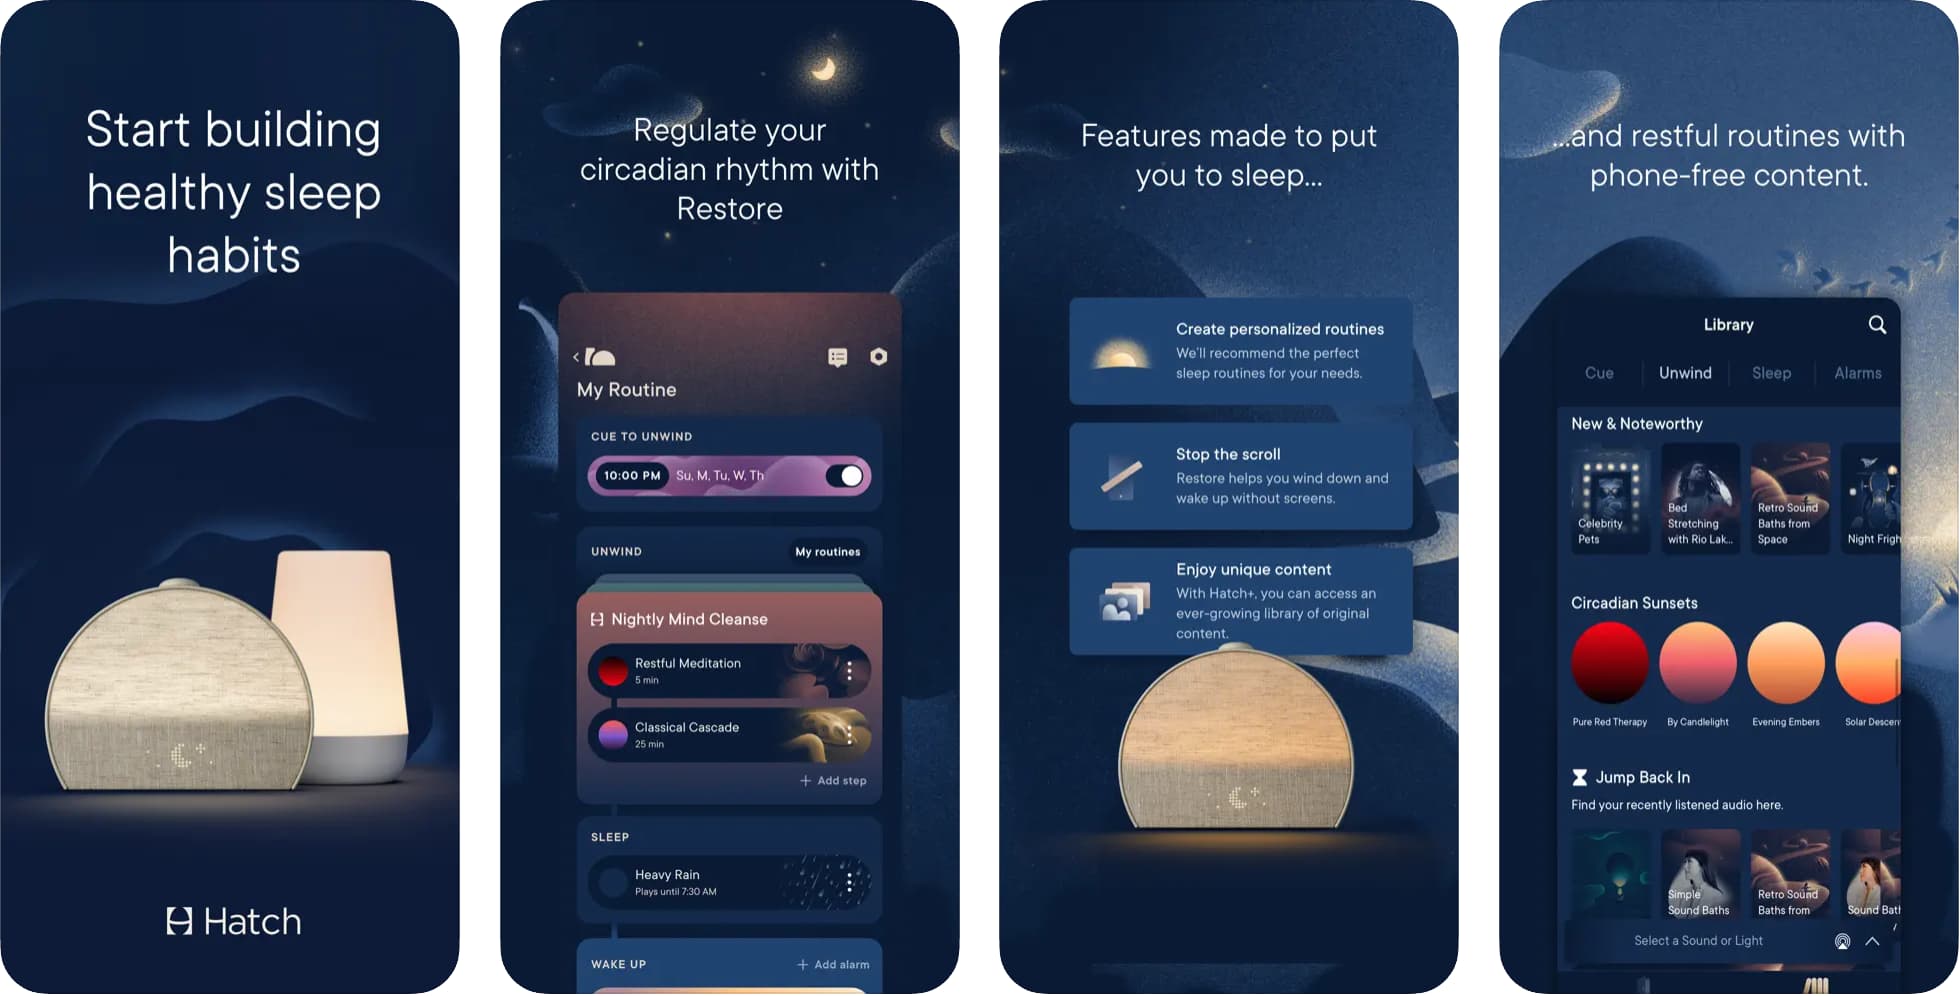 Start building
healthy sleep
habits
Hatch
Regulate your
circadian rhythm with
Restore
My Routine
CUE TO UNWIND
10:00 PM Su, M, Tu, W, Th
UNWIND My routines
Nightly Mind Cleanse
Restful Meditation
5 min
Classical Cascade
25 min
+ Add step
SLEEP
Heavy Rain
Plays until 7:30 AM
WAKE UP + Add alarm
Features made to put
you to sleep...
Create personalized routines
We'll recommend the perfect
sleep routines for your needs.
Stop the scroll
Restore helps you wind down and
wake up without screens.
Enjoy unique content
With Hatch+, you can access an
ever-growing library of original
content.
...and restful routines with
phone-free content.
Library
Cue Unwind Sleep Alarms
New & Noteworthy
Celebrity
Pets
Bed
Stretching
with Rio Lak...
Retro Sound
Baths from
Space
Night Frigh
Circadian Sunsets
Pure Red Therapy By Candlelight Evening Embers Solar Descen
Jump Back In
Find your recently listened audio here.
Simple
Sound Baths
Retro Sound
Baths from
Sound Bath
Select a Sound or Light